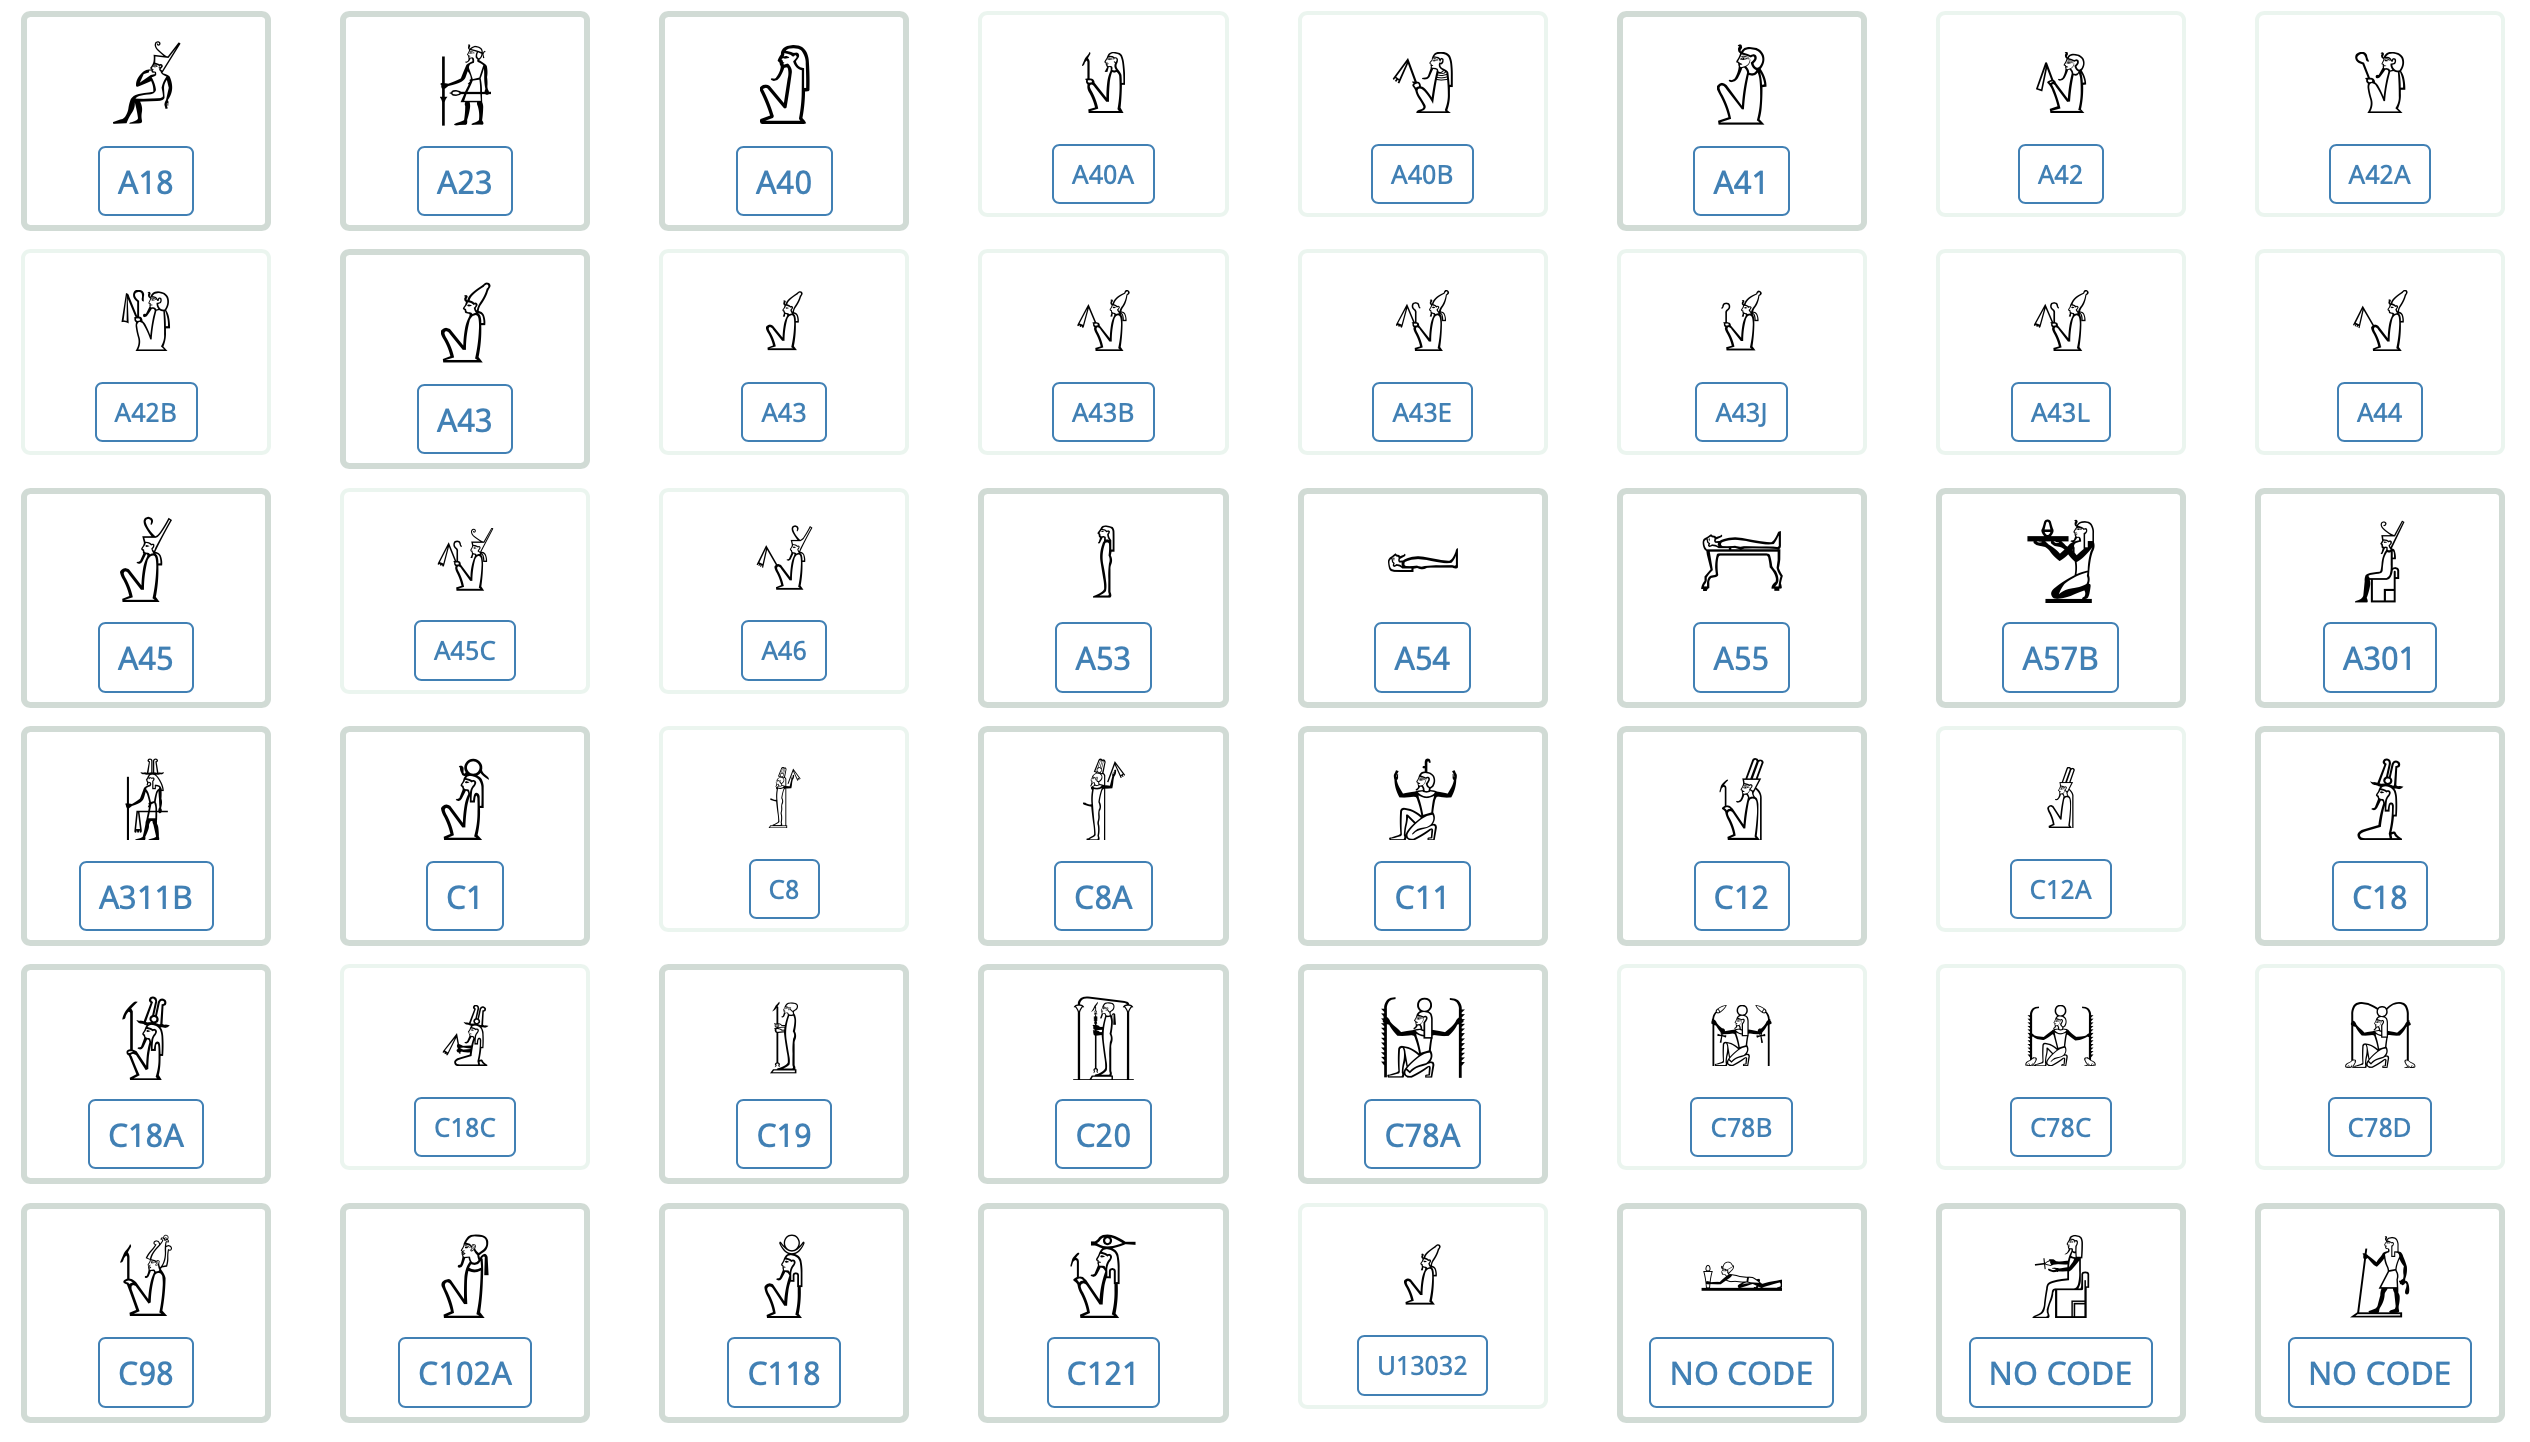 A18 A23 A40 A40A A40B A41 A42 A42A
A42B A43 A43 A43B A43E A43J A43L A44
A45 A45C A46 A53 A54 A55 A57B A301
A311B C1 C8 C8A C11 C12 C12A C18
C18A C18C C19 C20 C78A C78B C78C C78D
C98 C102A C118 C121 U13032 NO CODE NO CODE NO CODE